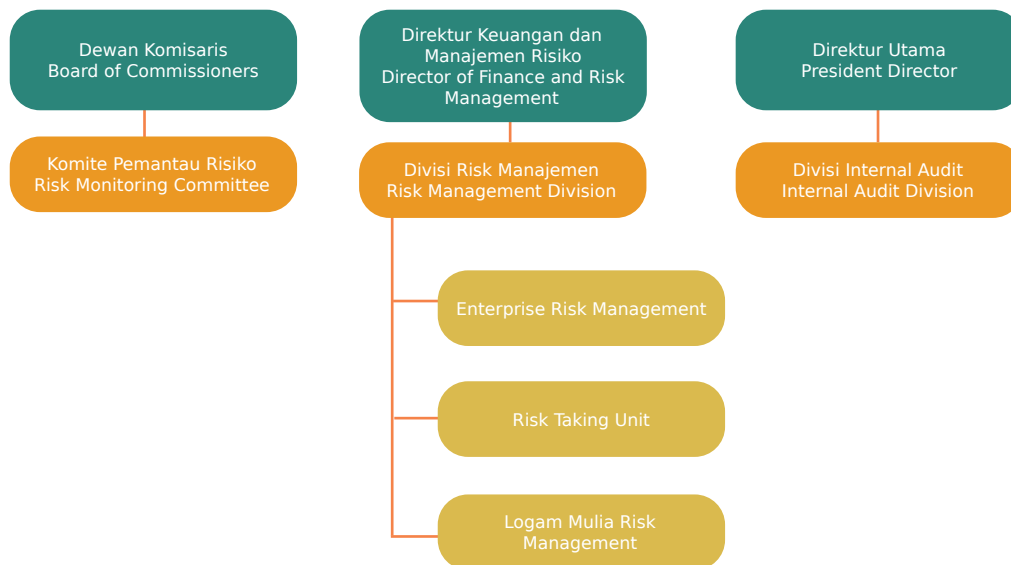 Dewan Komisaris
Board of Commissioners
Komite Pemantau Risiko
Risk Monitoring Committee
Direktur Keuangan dan
Manajemen Risiko
Director of Finance and Risk
Management
Divisi Risk Manajemen
Risk Management Division
Enterprise Risk Management
Risk Taking Unit
Logam Mulia Risk
Management
Direktur Utama
President Director
Divisi Internal Audit
Internal Audit Division